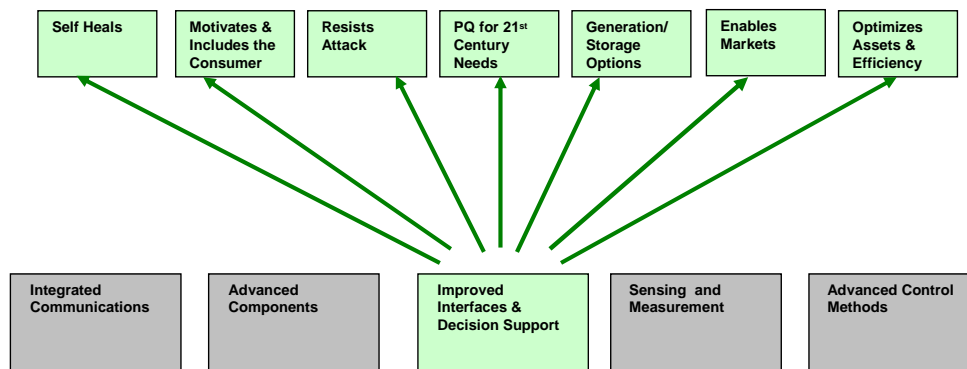 Self Heals
Motivates &
Includes the
Consumer
Resists
Attack
PQ for 21st
Century
Needs
Generation/
Storage
Options
Enables
Markets
Optimizes
Assets &
Efficiency
Integrated
Communications
Advanced
Components
Improved
Interfaces &
Decision Support
Sensing and
Measurement
Advanced Control
Methods